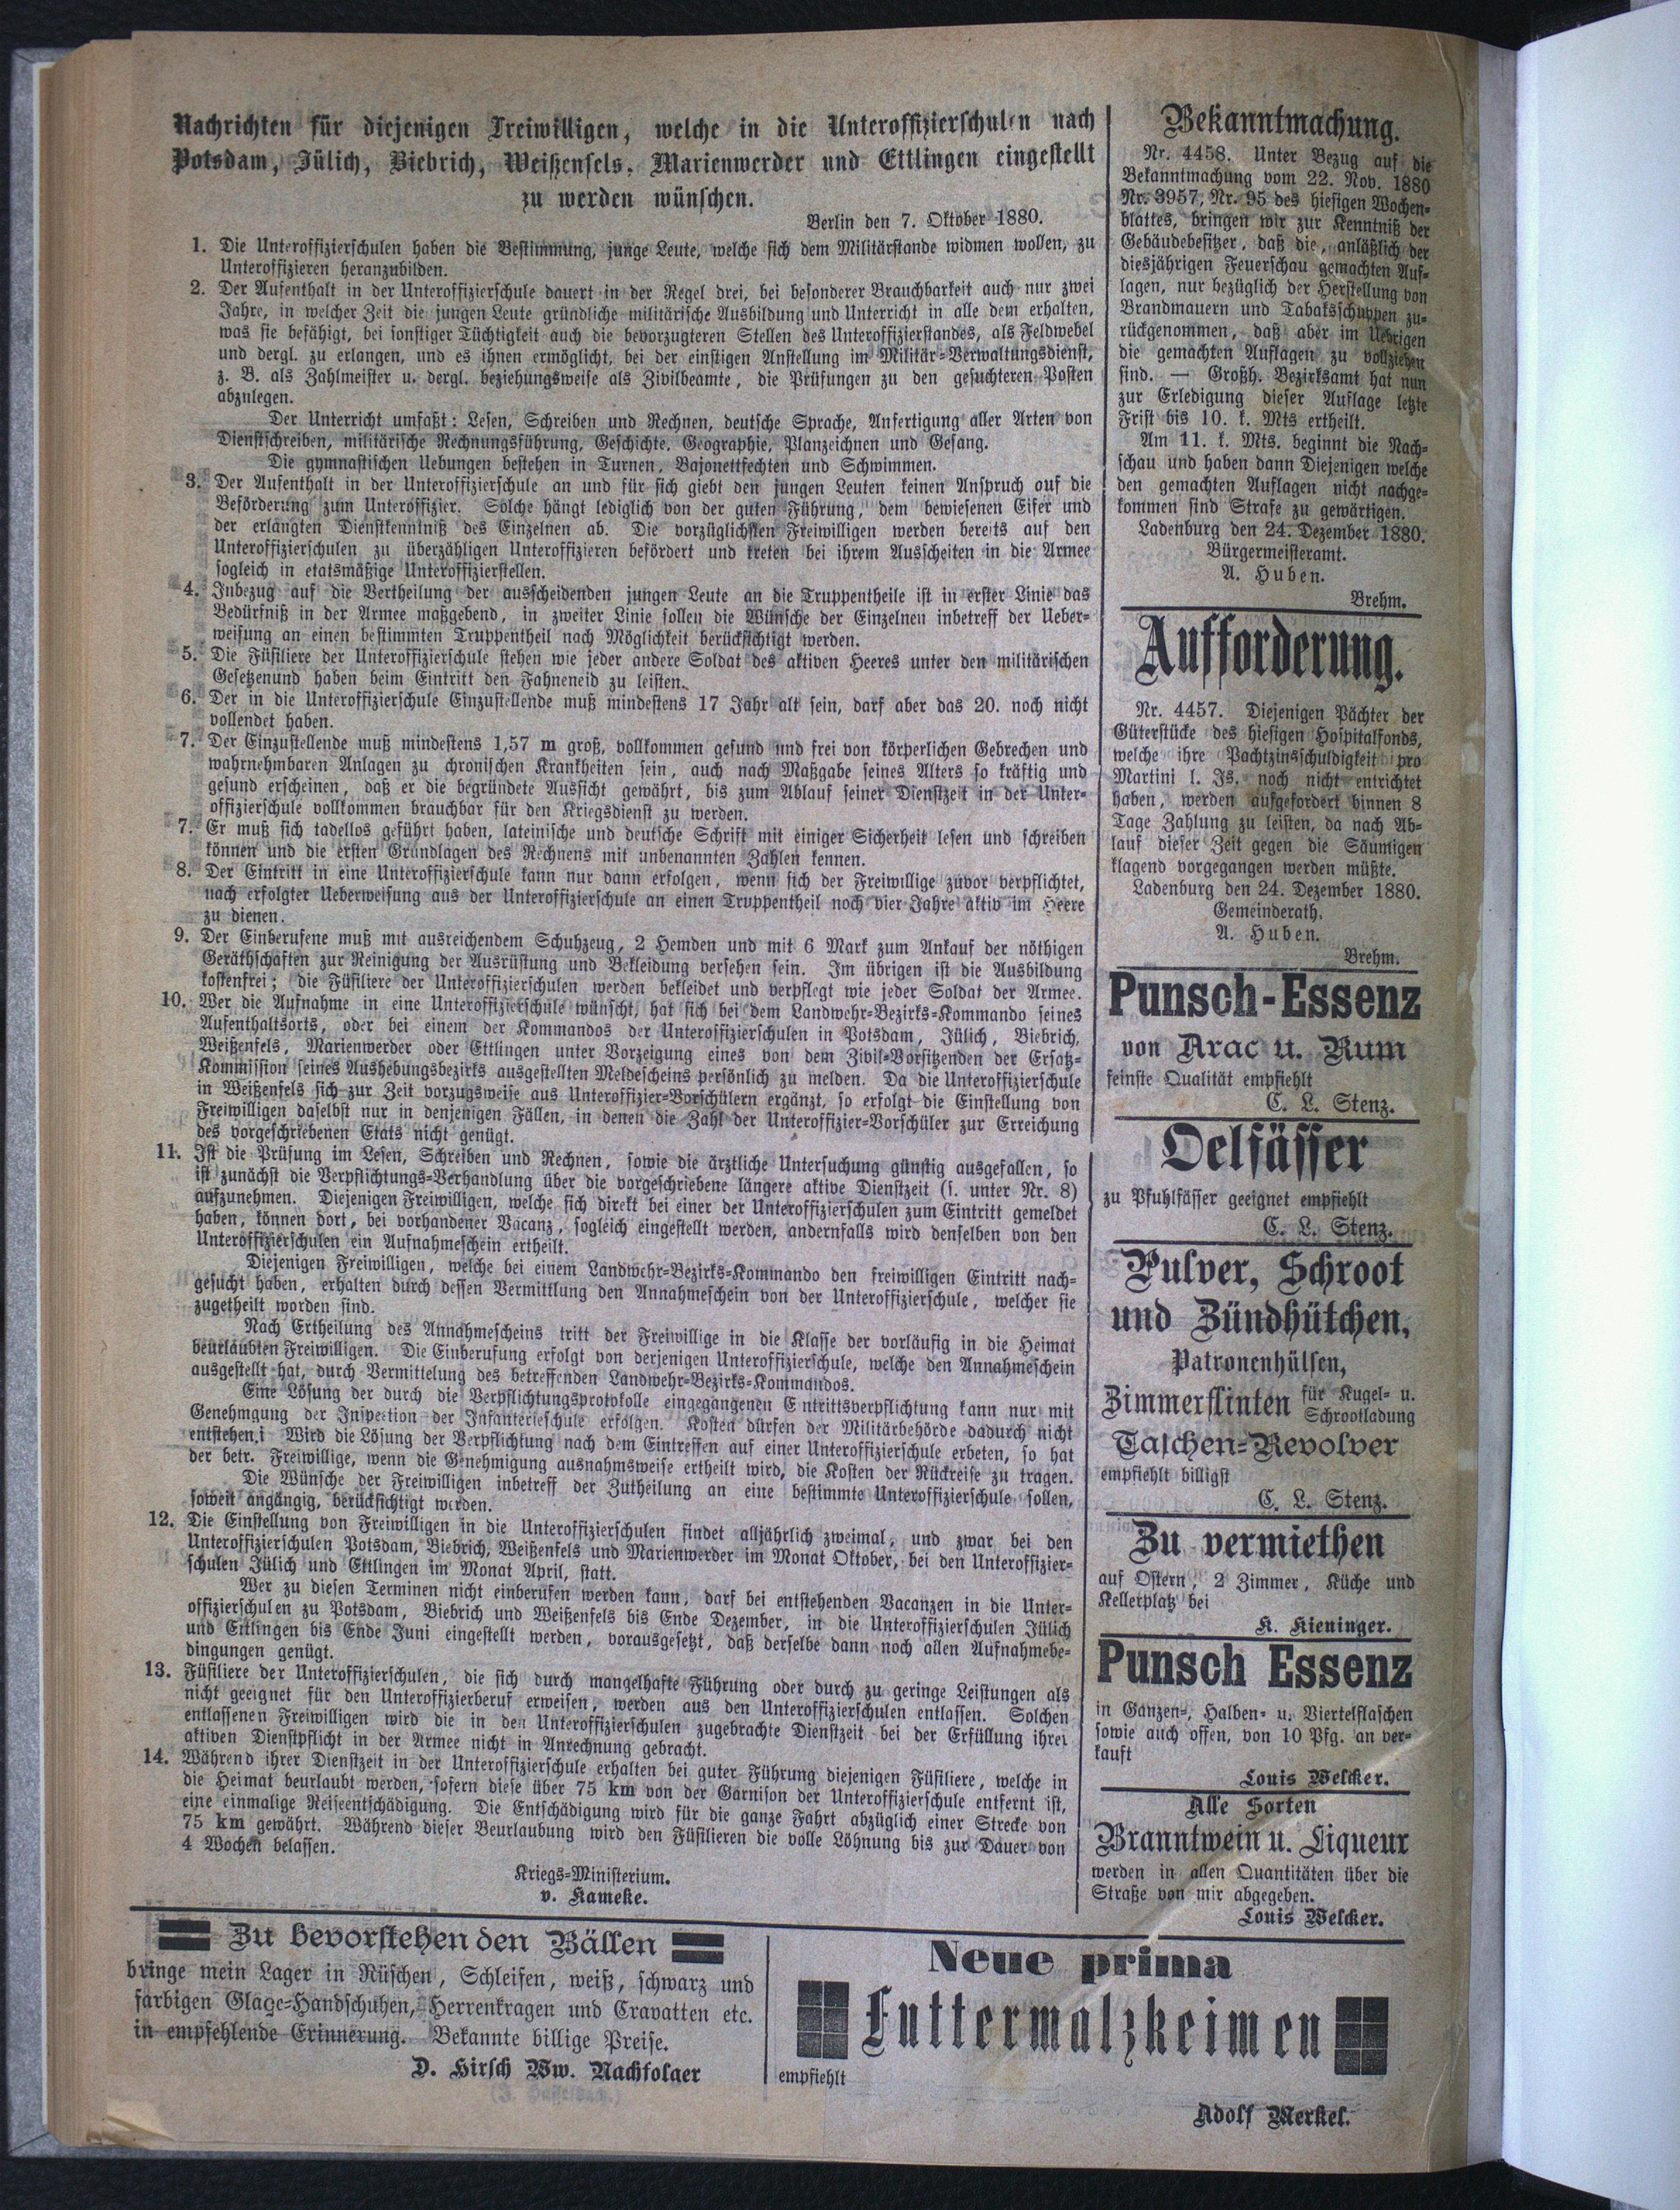 Nachrichten für diejenigen Freiwilligen, welche in die Unteroffizierschulen nach
Potsdam, Jülich, Biebrich, Weißenfels, Marienwerder und Ettlingen eingestellt
zu werden wünschen.
Berlin den 7. Oktober 1880.
1. Die Unteroffizierschulen haben die Bestimmung, junge Leute, welche sich dem Militärstande widmen wollen, zu
Unteroffizieren heranzubilden.
2. Der Aufenthalt in der Unteroffizierschule dauert in der Regel drei, bei besonderer Brauchbarkeit auch nur zwei
Jahre, in welcher Zeit die jungen Leute gründliche militärische Ausbildung und Unterricht in alle dem erhalten,
was sie befähigt, bei sonstiger Tüchtigkeit auch die bevorzugteren Stellen des Unteroffizierstandes, als Feldwebel
und dergl. zu erlangen, und es ihnen ermöglicht, bei der einstigen Anstellung im Militär-Verwaltungsdienst,
z. B. als Zahlmeister u. dergl. beziehungsweise als Zivilbeamte, die Prüfungen zu den gesuchteren Posten
abzulegen.
Der Unterricht umfaßt: Lesen, Schreiben und Rechnen, deutsche Sprache, Anfertigung aller Arten von
Dienstschreiben, militärische Rechnungsführung, Geschichte, Geographie, Planzeichnen und Gesang.
Die gymnastischen Uebungen bestehen in Turnen, Bajonettfechten und Schwimmen.
3. Der Aufenthalt in der Unteroffizierschule an und für sich giebt den jungen Leuten keinen Anspruch auf die
Beförderung zum Unteroffizier. Solche hängt lediglich von der guten Führung, dem bewiesenen Eifer und
der erlangten Dienstkenntniß des Einzelnen ab. Die vorzüglichsten Freiwilligen werden bereits auf den
Unteroffizierschulen zu überzähligen Unteroffizieren befördert und treten bei ihrem Ausscheiten in die Armee
sogleich in etatsmäßige Unteroffizierstellen.
4. Inbezug auf die Vertheilung der ausscheidenden jungen Leute an die Truppentheile ist in erster Linie das
Bedürfniß in der Armee maßgebend, in zweiter Linie sollen die Wünsche der Einzelnen inbetreff der Ueber-
weisung an einen bestimmten Truppentheil nach Möglichkeit berücksichtigt werden.
5. Die Füsiliere der Unteroffizierschule stehen wie jeder andere Soldat des aktiven Heeres unter den militärischen
Gesetzenund haben beim Eintritt den Fahneneid zu leisten.
6. Der in die Unteroffizierschule Einzustellende muß mindestens 17 Jahr alt sein, darf aber das 20. noch nicht
vollendet haben.
7. Der Einzustellende muß mindestens 1,57 m groß, vollkommen gesund und frei von körperlichen Gebrechen und
wahrnehmbaren Anlagen zu chronischen Krankheiten sein, auch nach Maßgabe seines Alters so kräftig und
gesund erscheinen, daß er die begründete Aussicht gewährt, bis zum Ablauf seiner Dienstzeit in der Unter-
offizierschule vollkommen brauchbar für den Kriegsdienst zu werden.
7. Er muß sich tadellos geführt haben, lateinische und deutsche Schrift mit einiger Sicherheit lesen und schreiben
können und die ersten Grundlagen des Rechnens mit unbenannten Zahlen kennen.
8. Der Eintritt in eine Unteroffizierschule kann nur dann erfolgen, wenn sich der Freiwillige zuvor verpflichtet,
nach erfolgter Ueberweisung aus der Unteroffizierschule an einen Truppentheil noch vier Jahre aktiv im Heere
zu dienen.
9. Der Einberufene muß mit ausreichendem Schuhzeug, 2 Hemden und mit 6 Mark zum Ankauf der nöthigen
Geräthschaften zur Reinigung der Ausrüstung und Bekleidung versehen sein. Im übrigen ist die Ausbildung
kostenfrei; die Füsiliere der Unteroffizierschulen werden bekleidet und verpflegt wie jeder Soldat der Armee.
10. Wer die Aufnahme in eine Unteroffizierschule wünscht, hat sich bei dem Landwehr-Bezirks-Kommando seines
Aufenthaltsorts, oder bei einem der Kommandos der Unteroffizierschulen in Potsdam, Jülich, Biebrich,
Weißenfels, Marienwerder oder Ettlingen unter Vorzeigung eines von dem Zivil-Vorsitzenden der Ersatz-
Kommission seines Aushebungsbezirks ausgestellten Meldescheins persönlich zu melden. Da die Unteroffizierschule
in Weißenfels sich zur Zeit vorzugsweise aus Unteroffizier-Vorschülern ergänzt, so erfolgt die Einstellung von
Freiwilligen daselbst nur in denjenigen Fällen, in denen die Zahl der Unteroffizier-Vorschüler zur Erreichung
des vorgeschriebenen Etats nicht genügt.
11. Ist die Prüfung im Lesen, Schreiben und Rechnen, sowie die ärztliche Untersuchung günstig ausgefallen, so
ist zunächst die Verpflichtungs-Verhandlung über die vorgeschriebene längere aktive Dienstzeit (s. unter Nr. 8)
aufzunehmen. Diejenigen Freiwilligen, welche sich direkt bei einer der Unteroffizierschulen zum Eintritt gemeldet
haben, können dort, bei vorhandener Vacanz, sogleich eingestellt werden, andernfalls wird denselben von den
Unteroffizierschulen ein Aufnahmeschein ertheilt.
Diejenigen Freiwilligen, welche bei einem Landwehr-Bezirks-Kommando den freiwilligen Eintritt nach-
gesucht haben, erhalten durch dessen Vermittlung den Annahmeschein von der Unteroffizierschule, welcher sie
zugetheilt worden sind.
Nach Ertheilung des Annahmescheins tritt der Freiwillige in die Klasse der vorläufig in die Heimat
beurlaubten Freiwilligen. Die Einberufung erfolgt von derjenigen Unteroffizierschule, welche den Annahmeschein
ausgestellt hat, durch Vermittelung des betreffenden Landwehr-Bezirks-Kommandos.
Eine Lösung der durch die Verpflichtungsprotokolle eingegangenen E ntrittsverpflichtung kann nur mit
Genehmgung der Inspection der Infanterieschule erfolgen. Kosten dürfen der Militärbehörde dadurch nicht
entstehen.i Wird die Lösung der Verpflichtung nach dem Eintreffen auf einer Unteroffizierschule erbeten, so hat
der betr. Freiwillige, wenn die Genehmigung ausnahmsweise ertheilt wird, die Kosten der Rückreise zu tragen.
Die Wünsche der Freiwilligen inbetreff der Zutheilung an eine bestimmte Unteroffizierschule sollen,
soweit angängig, berücksichtigt werden.
12. Die Einstellung von Freiwilligen in die Unteroffizierschulen findet alljährlich zweimal, und zwar bei den
Unteroffizierschulen Potsdam, Biebrich, Weißenfels und Marienwerder im Monat Oktober, bei den Unteroffizier-
schulen Jülich und Ettlingen im Monat April, statt.
Wer zu diesen Terminen nicht einberufen werden kann, darf bei entstehenden Vacanzen in die Unter-
offizierschulen zu Potsdam, Biebrich und Weißenfels bis Ende Dezember, in die Unteroffizierschulen Jülich
und Ettlingen bis Ende Juni eingestellt werden, vorausgesetzt, daß derselbe dann noch allen Aufnahmebe-
dingungen genügt.
13. Füsiliere der Unteroffizierschulen, die sich durch mangelhafte Führung oder durch zu geringe Leistungen als
nicht geeignet für den Unteroffizierberuf erweisen, werden aus den Unteroffizierschulen entlassen. Solchen
entlassenen Freiwilligen wird die in den Unteroffizierschulen zugebrachte Dienstzeit bei der Erfüllung ihrei
aktiven Dienstpflicht in der Armee nicht in Anrechnung gebracht.
14. Während ihrer Dienstzeit in der Unteroffizierschule erhalten bei guter Führung diejenigen Füsiliere, welche in
die Heimat beurlaubt werden, sofern diese über 75 km von der Garnison der Unteroffizierschule entfernt ist,
eine einmalige Reiseentschädigung. Die Entschädigung wird für die ganze Fahrt abzüglich einer Strecke von
75 km gewährt. Während dieser Beurlaubung wird den Füsilieren die volle Löhnung bis zur Dauer von
4 Wochen belassen.
Kriegs-Ministerium.
v. Kameke.
Bekanntmachung.
Nr. 4458. Unter Bezug auf die
Bekanntmachung vom 22. Nov. 1880
Nr. 3957, Nr. 95 des hiesigen Wochen-
blattes, bringen wir zur Kenntniß der
Gebäudebesitzer, daß die, anläßlich der
diesjährigen Feuerschau gemachten Auf-
lagen, nur bezüglich der Herstellung von
Brandmauern und Tabaksschuppen zu-
rückgenommen, daß aber im Uebrigen
die gemachten Auflagen zu vollziehen
sind. — Großh. Bezirksamt hat nun
zur Erledigung dieser Auflage letzte
Frist bis 10. k. Mts ertheilt.
Am 11. k. Mts. beginnt die Nach-
schau und haben dann Diejenigen welche
den gemachten Auflagen nicht nachge-
kommen sind Strafe zu gewärtigen.
Ladenburg den 24. Dezember 1880.
Bürgermeisteramt.
A. Huben.
Brehm.
Aufforderung.
Nr. 4457. Diejenigen Pächter der
Güterstücke des hiesigen Hospitalfonds,
welche ihre Pachtzinsschuldigkeit pro
Martini l. Js. noch nicht entrichtet
haben, werden aufgefordert binnen 8
Tage Zahlung zu leisten, da nach Ab-
lauf dieser Zeit gegen die Säumigen
klagend vorgegangen werden müßte.
Ladenburg den 24. Dezember 1880.
Gemeinderath.
A. Huben.
Brehm.
Punsch-Essenz
von Arac u. Rum
feinste Qualität empfiehlt
C. L. Stenz.
Oelfässer
zu Pfuhlfässer geeignet empfiehlt
C. L. Stenz.
Pulver, Schroot
und Zündhütchen,
Patronenhülsen,
Zimmerflinten für Kugel- u.
Schrootladung
Taschen-Revolver
empfiehlt billigst
C. L. Stenz.
Zu vermiethen
auf Ostern, 2 Zimmer, Küche und
Kellerplatz bei
K. Kieninger.
Punsch Essenz
in Ganzen-, Halben- u. Viertelflaschen
sowie auch offen, von 10 Pfg. an ver-
kauft
Louis Welcker.
Alle Sorten
Branntwein u. Liqueur
werden in allen Quantitäten über die
Straße von mir abgegeben.
Louis Welcker.
Zu bevorstehenden Bällen
bringe mein Lager in Rüschen, Schleifen, weiß, schwarz und
farbigen Glace-Handschuhen, Herrenkragen und Cravatten etc.
in empfehlende Erinnerung. Bekannte billige Preise.
D. Hirsch Ww. Nachfolger
Neue prima
Futtermalzkeimen
empfiehlt
Adolf Merkel.